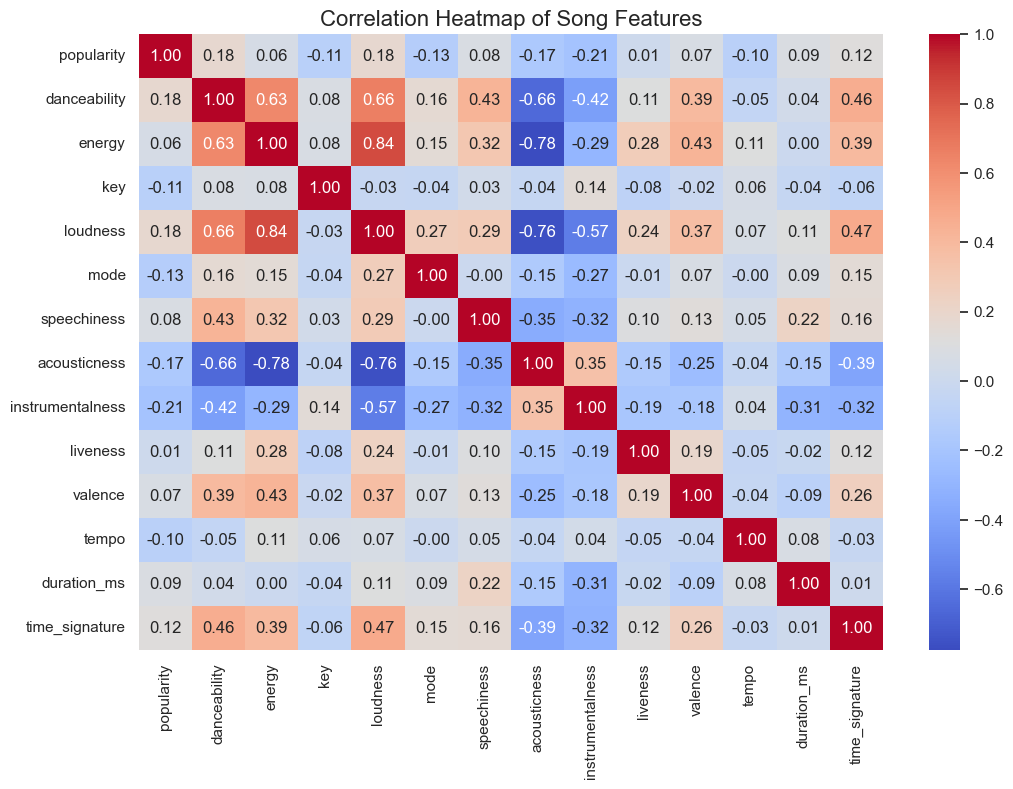 Correlation Heatmap of Song Features
popularity 1.00 0.18 0.06 -0.11 0.18 -0.13 0.08 -0.17 -0.21 0.01 0.07 -0.10 0.09 0.12
danceability 0.18 1.00 0.63 0.08 0.66 0.16 0.43 -0.66 -0.42 0.11 0.39 -0.05 0.04 0.46
energy 0.06 0.63 1.00 0.08 0.84 0.15 0.32 -0.78 -0.29 0.28 0.43 0.11 0.00 0.39
key -0.11 0.08 0.08 1.00 -0.03 -0.04 0.03 -0.04 0.14 -0.08 -0.02 0.06 -0.04 -0.06
loudness 0.18 0.66 0.84 -0.03 1.00 0.27 0.29 -0.76 -0.57 0.24 0.37 0.07 0.11 0.47
mode -0.13 0.16 0.15 -0.04 0.27 1.00 -0.00 -0.15 -0.27 -0.01 0.07 -0.00 0.09 0.15
speechiness 0.08 0.43 0.32 0.03 0.29 -0.00 1.00 -0.35 -0.32 0.10 0.13 0.05 0.22 0.16
acousticness -0.17 -0.66 -0.78 -0.04 -0.76 -0.15 -0.35 1.00 0.35 -0.15 -0.25 -0.04 -0.15 -0.39
instrumentalness -0.21 -0.42 -0.29 0.14 -0.57 -0.27 -0.32 0.35 1.00 -0.19 -0.18 0.04 -0.31 -0.32
liveness 0.01 0.11 0.28 -0.08 0.24 -0.01 0.10 -0.15 -0.19 1.00 0.19 -0.05 -0.02 0.12
valence 0.07 0.39 0.43 -0.02 0.37 0.07 0.13 -0.25 -0.18 0.19 1.00 -0.04 -0.09 0.26
tempo -0.10 -0.05 0.11 0.06 0.07 -0.00 0.05 -0.04 0.04 -0.05 -0.04 1.00 0.08 -0.03
duration_ms 0.09 0.04 0.00 -0.04 0.11 0.09 0.22 -0.15 -0.31 -0.02 -0.09 0.08 1.00 0.01
time_signature 0.12 0.46 0.39 -0.06 0.47 0.15 0.16 -0.39 -0.32 0.12 0.26 -0.03 0.01 1.00
popularity
danceability
energy
key
loudness
mode
speechiness
acousticness
instrumentalness
liveness
valence
tempo
duration_ms
time_signature
1.0
0.8
0.6
0.4
0.2
0.0
-0.2
-0.4
-0.6